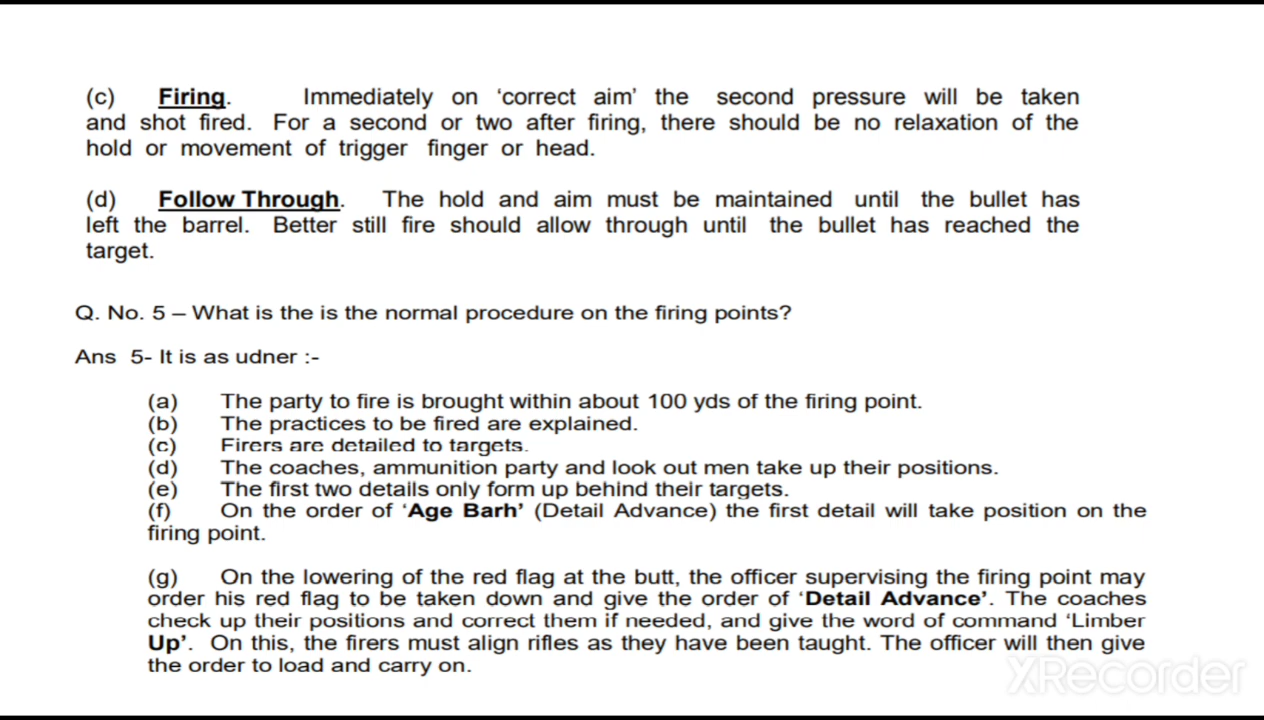 (c) Firing. Immediately on ‘correct aim’ the second pressure will be taken
and shot fired. For a second or two after firing, there should be no relaxation of the
hold or movement of trigger finger or head.
(d) Follow Through. The hold and aim must be maintained until the bullet has
left the barrel. Better still fire should allow through until the bullet has reached the
target.
Q. No. 5 – What is the is the normal procedure on the firing points?
Ans 5- It is as udner :-
(a) The party to fire is brought within about 100 yds of the firing point.
(b) The practices to be fired are explained.
(c) Firers are detailed to targets.
(d) The coaches, ammunition party and look out men take up their positions.
(e) The first two details only form up behind their targets.
(f) On the order of ‘Age Barh’ (Detail Advance) the first detail will take position on the
firing point.
(g) On the lowering of the red flag at the butt, the officer supervising the firing point may
order his red flag to be taken down and give the order of ‘Detail Advance’. The coaches
check up their positions and correct them if needed, and give the word of command ‘Limber
Up’. On this, the firers must align rifles as they have been taught. The officer will then give
the order to load and carry on.
XRecorder